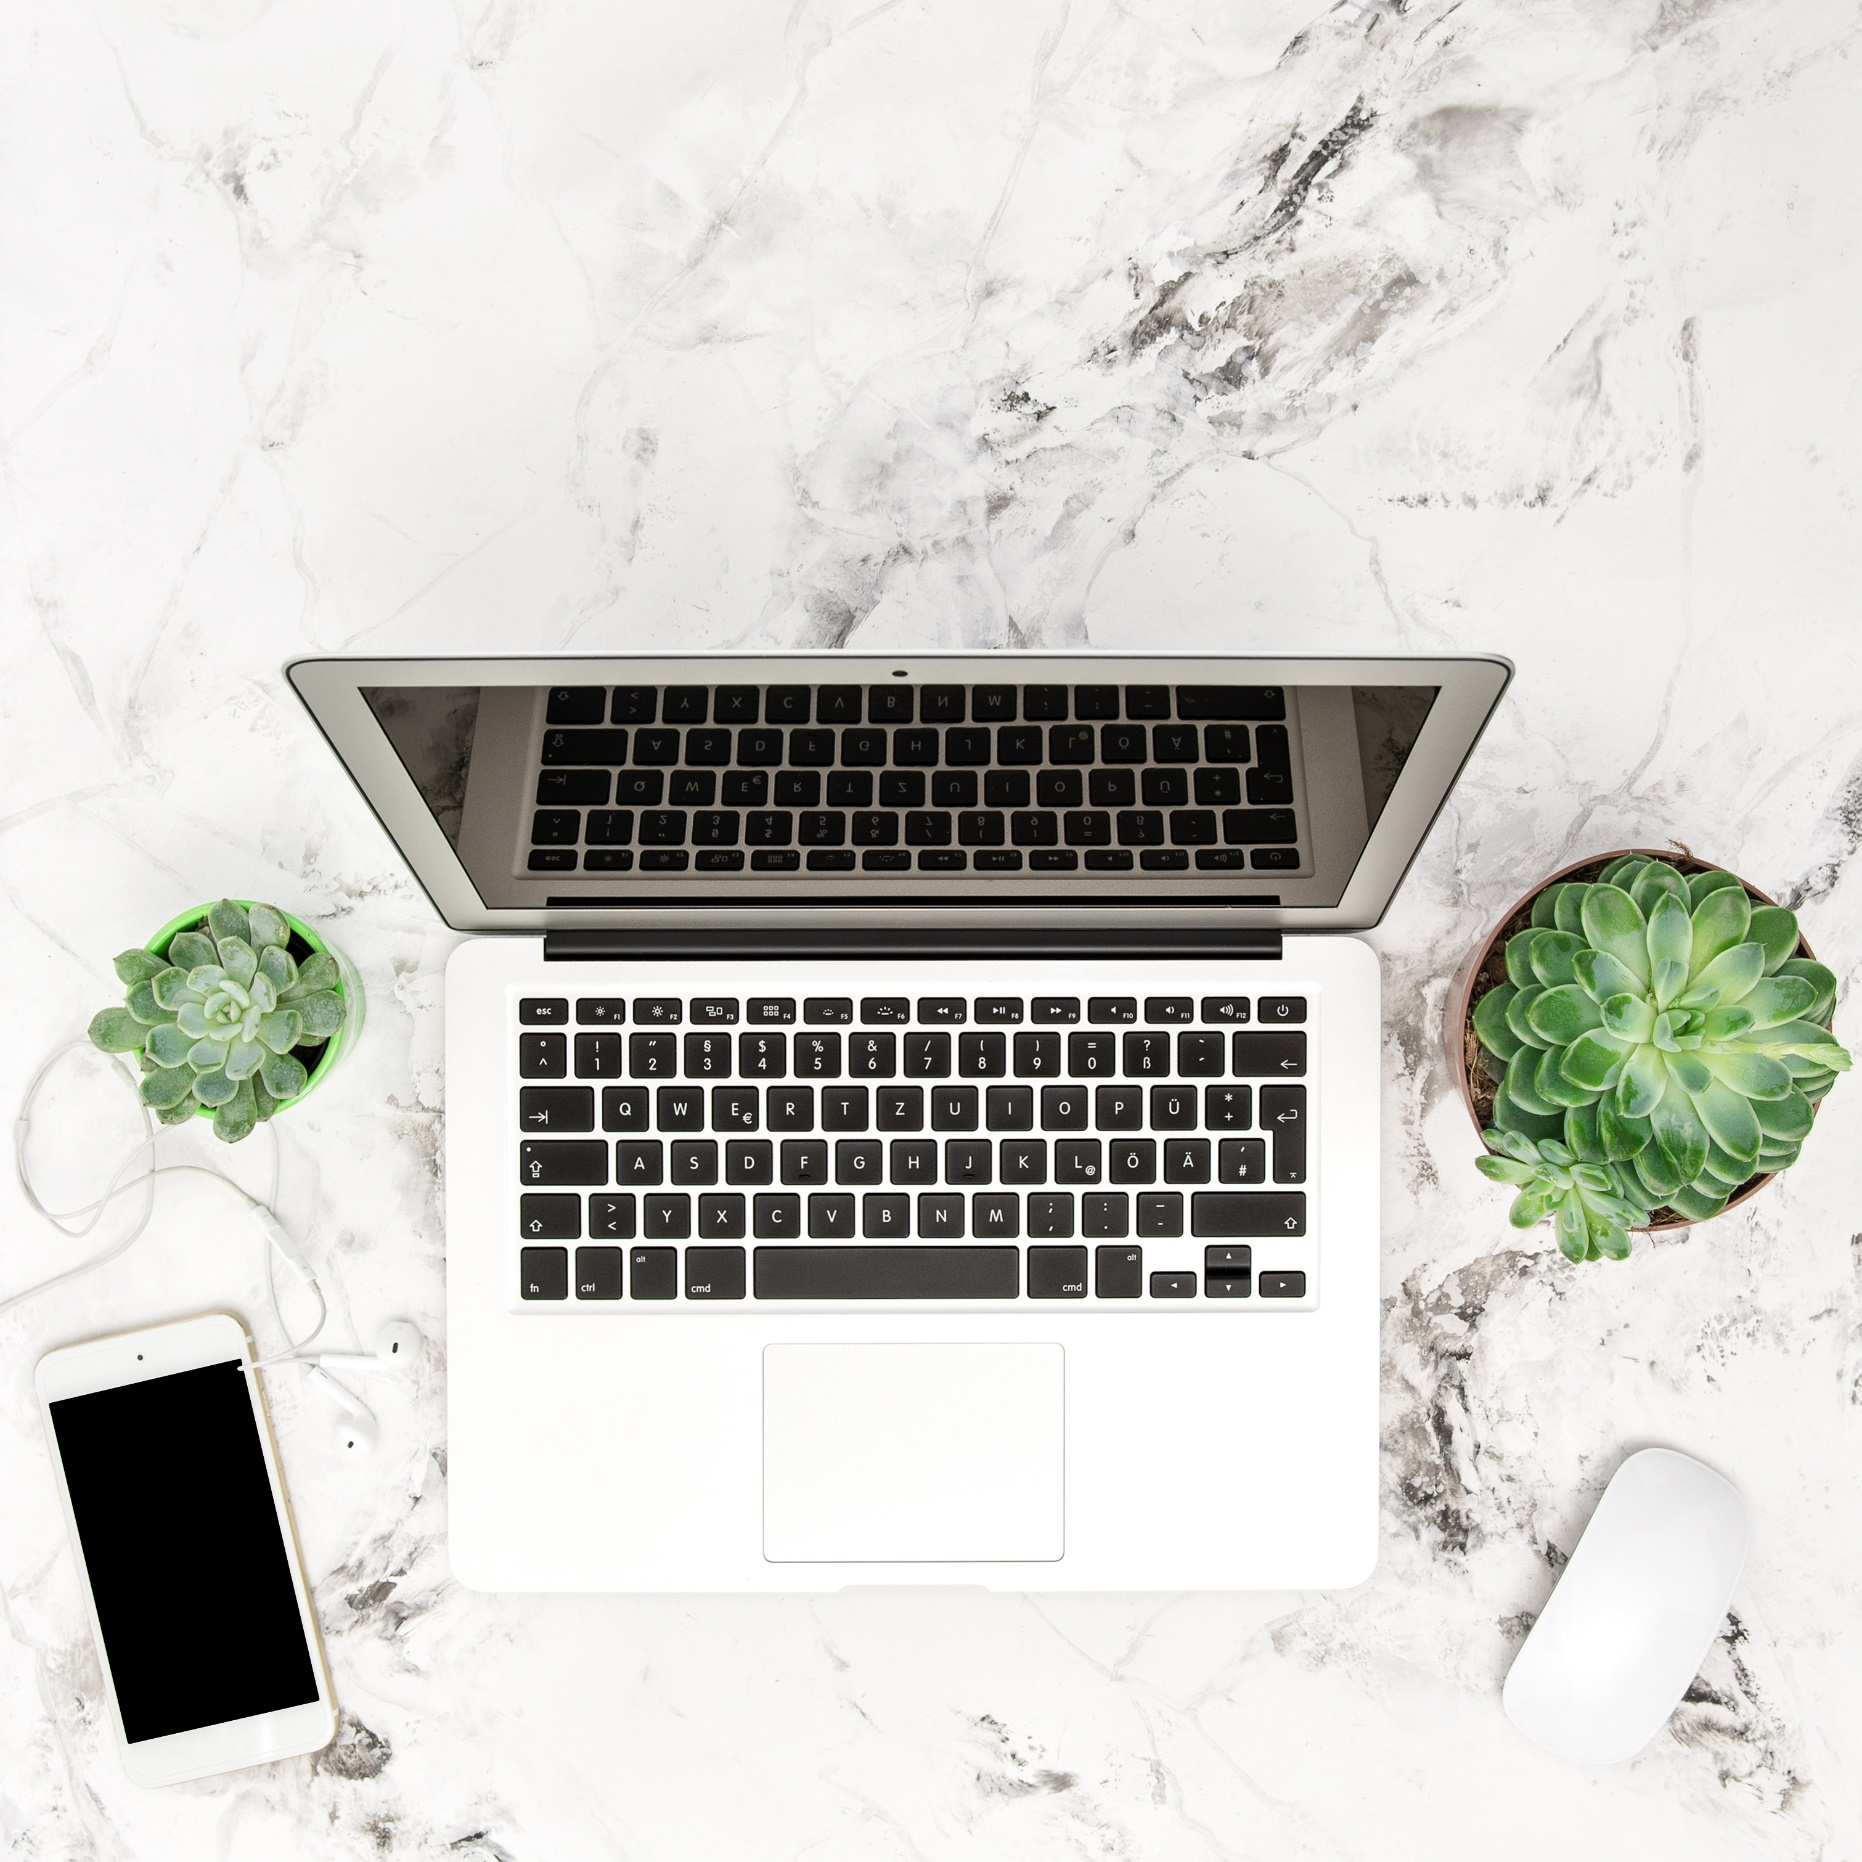 esc F1 F2 F3 F4 F5 F6 F7 F8 F9 F10 F11 F12
° ! " § $ % & / ( ) = ? `
^ 1 2 3 4 5 6 7 8 9 0 ß ´
Q W E € R T Z U I O P Ü * +
A S D F G H J K L @ Ö Ä ' #
> < Y X C V B N M ; , : . _ -
fn ctrl alt cmd cmd alt